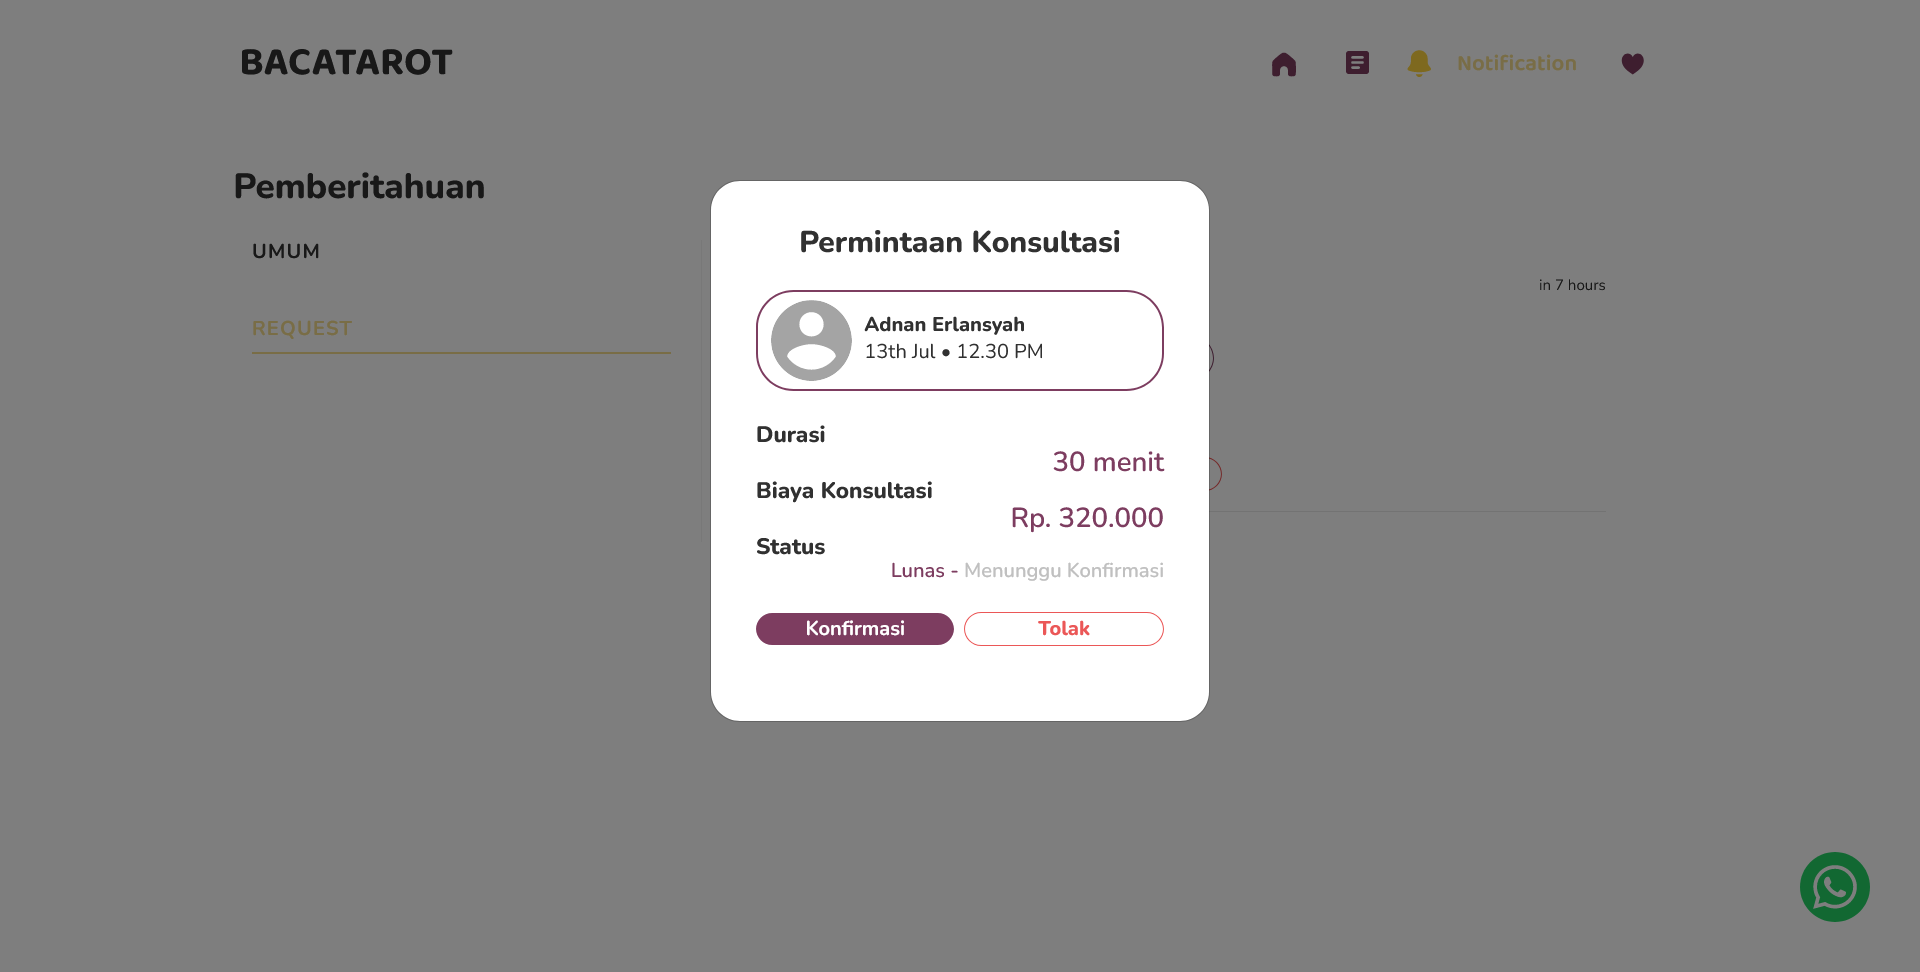 BACATAROT
Notification
Pemberitahuan
UMUM
REQUEST
in 7 hours
Permintaan Konsultasi
Adnan Erlansyah
13th Jul • 12.30 PM
Durasi
30 menit
Biaya Konsultasi
Rp. 320.000
Status
Lunas - Menunggu Konfirmasi
Konfirmasi
Tolak